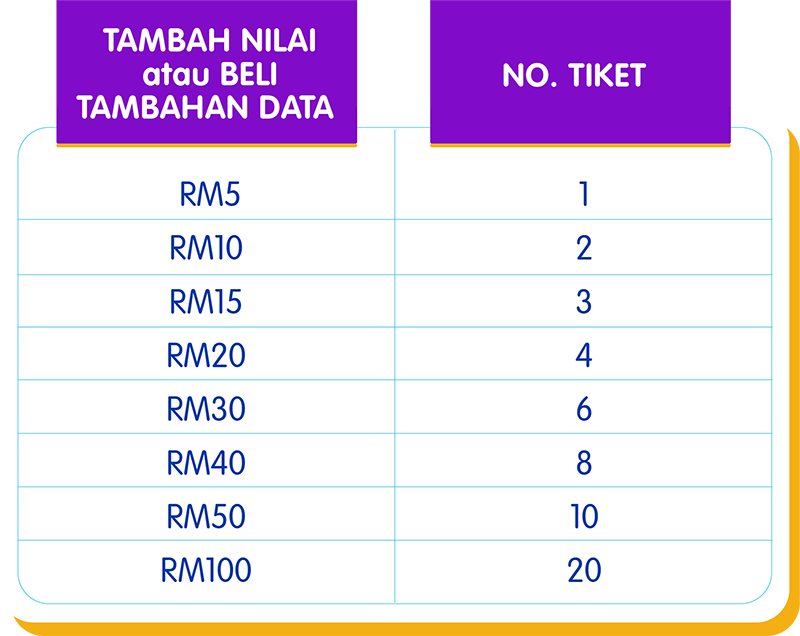 TAMBAH NILAI
atau BELI
TAMBAHAN DATA
NO. TIKET
RM5 1
RM10 2
RM15 3
RM20 4
RM30 6
RM40 8
RM50 10
RM100 20